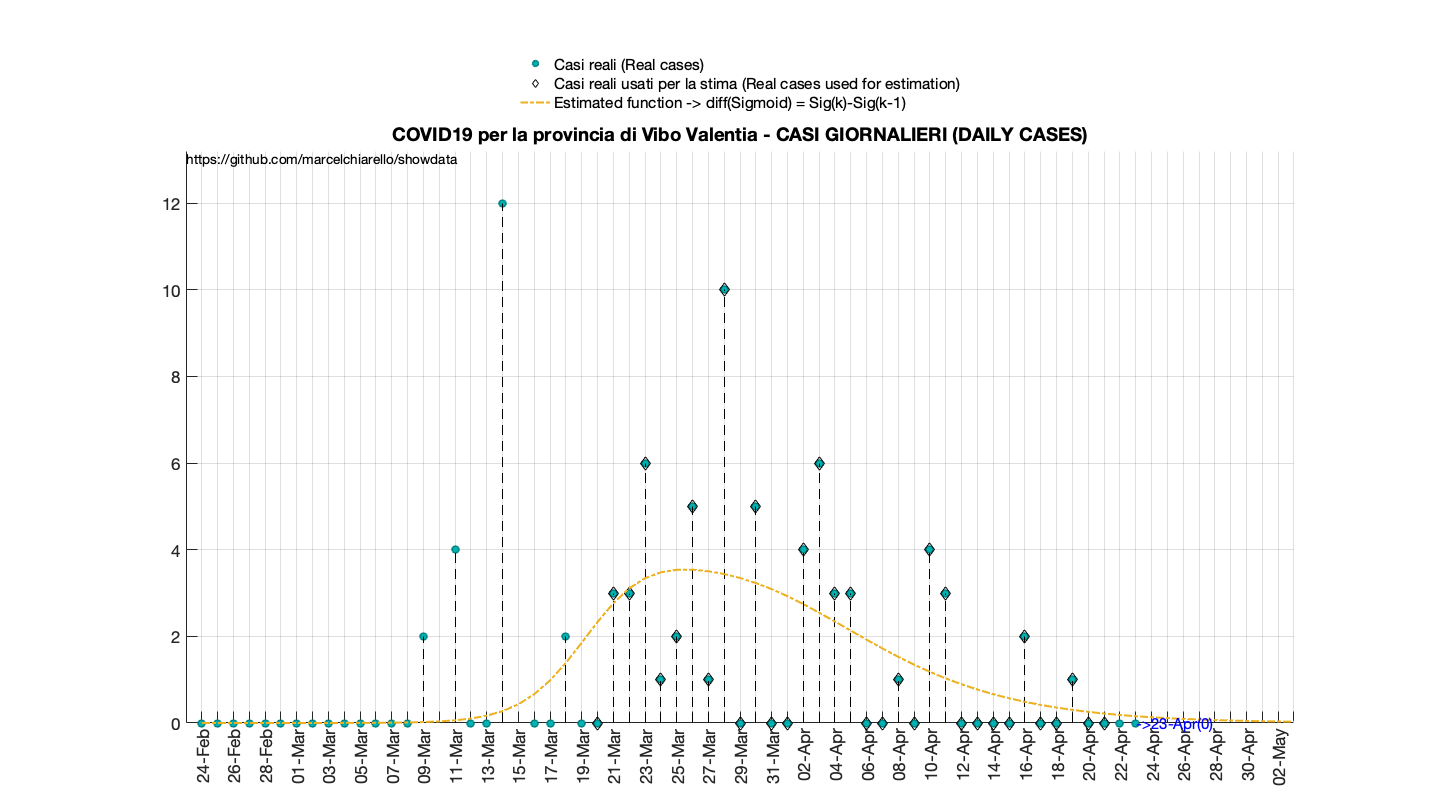 Casi reali (Real cases)
Casi reali usati per la stima (Real cases used for estimation)
Estimated function -> diff(Sigmoid) = Sig(k)-Sig(k-1)
COVID19 per la provincia di Vibo Valentia - CASI GIORNALIERI (DAILY CASES)
https://github.com/marcelchiarello/showdata
12
10
8
6
4
2
0
->23-Apr(0)
24-Feb
26-Feb
28-Feb
01-Mar
03-Mar
05-Mar
07-Mar
09-Mar
11-Mar
13-Mar
15-Mar
17-Mar
19-Mar
21-Mar
23-Mar
25-Mar
27-Mar
29-Mar
31-Mar
02-Apr
04-Apr
06-Apr
08-Apr
10-Apr
12-Apr
14-Apr
16-Apr
18-Apr
20-Apr
22-Apr
24-Apr
26-Apr
28-Apr
30-Apr
02-May